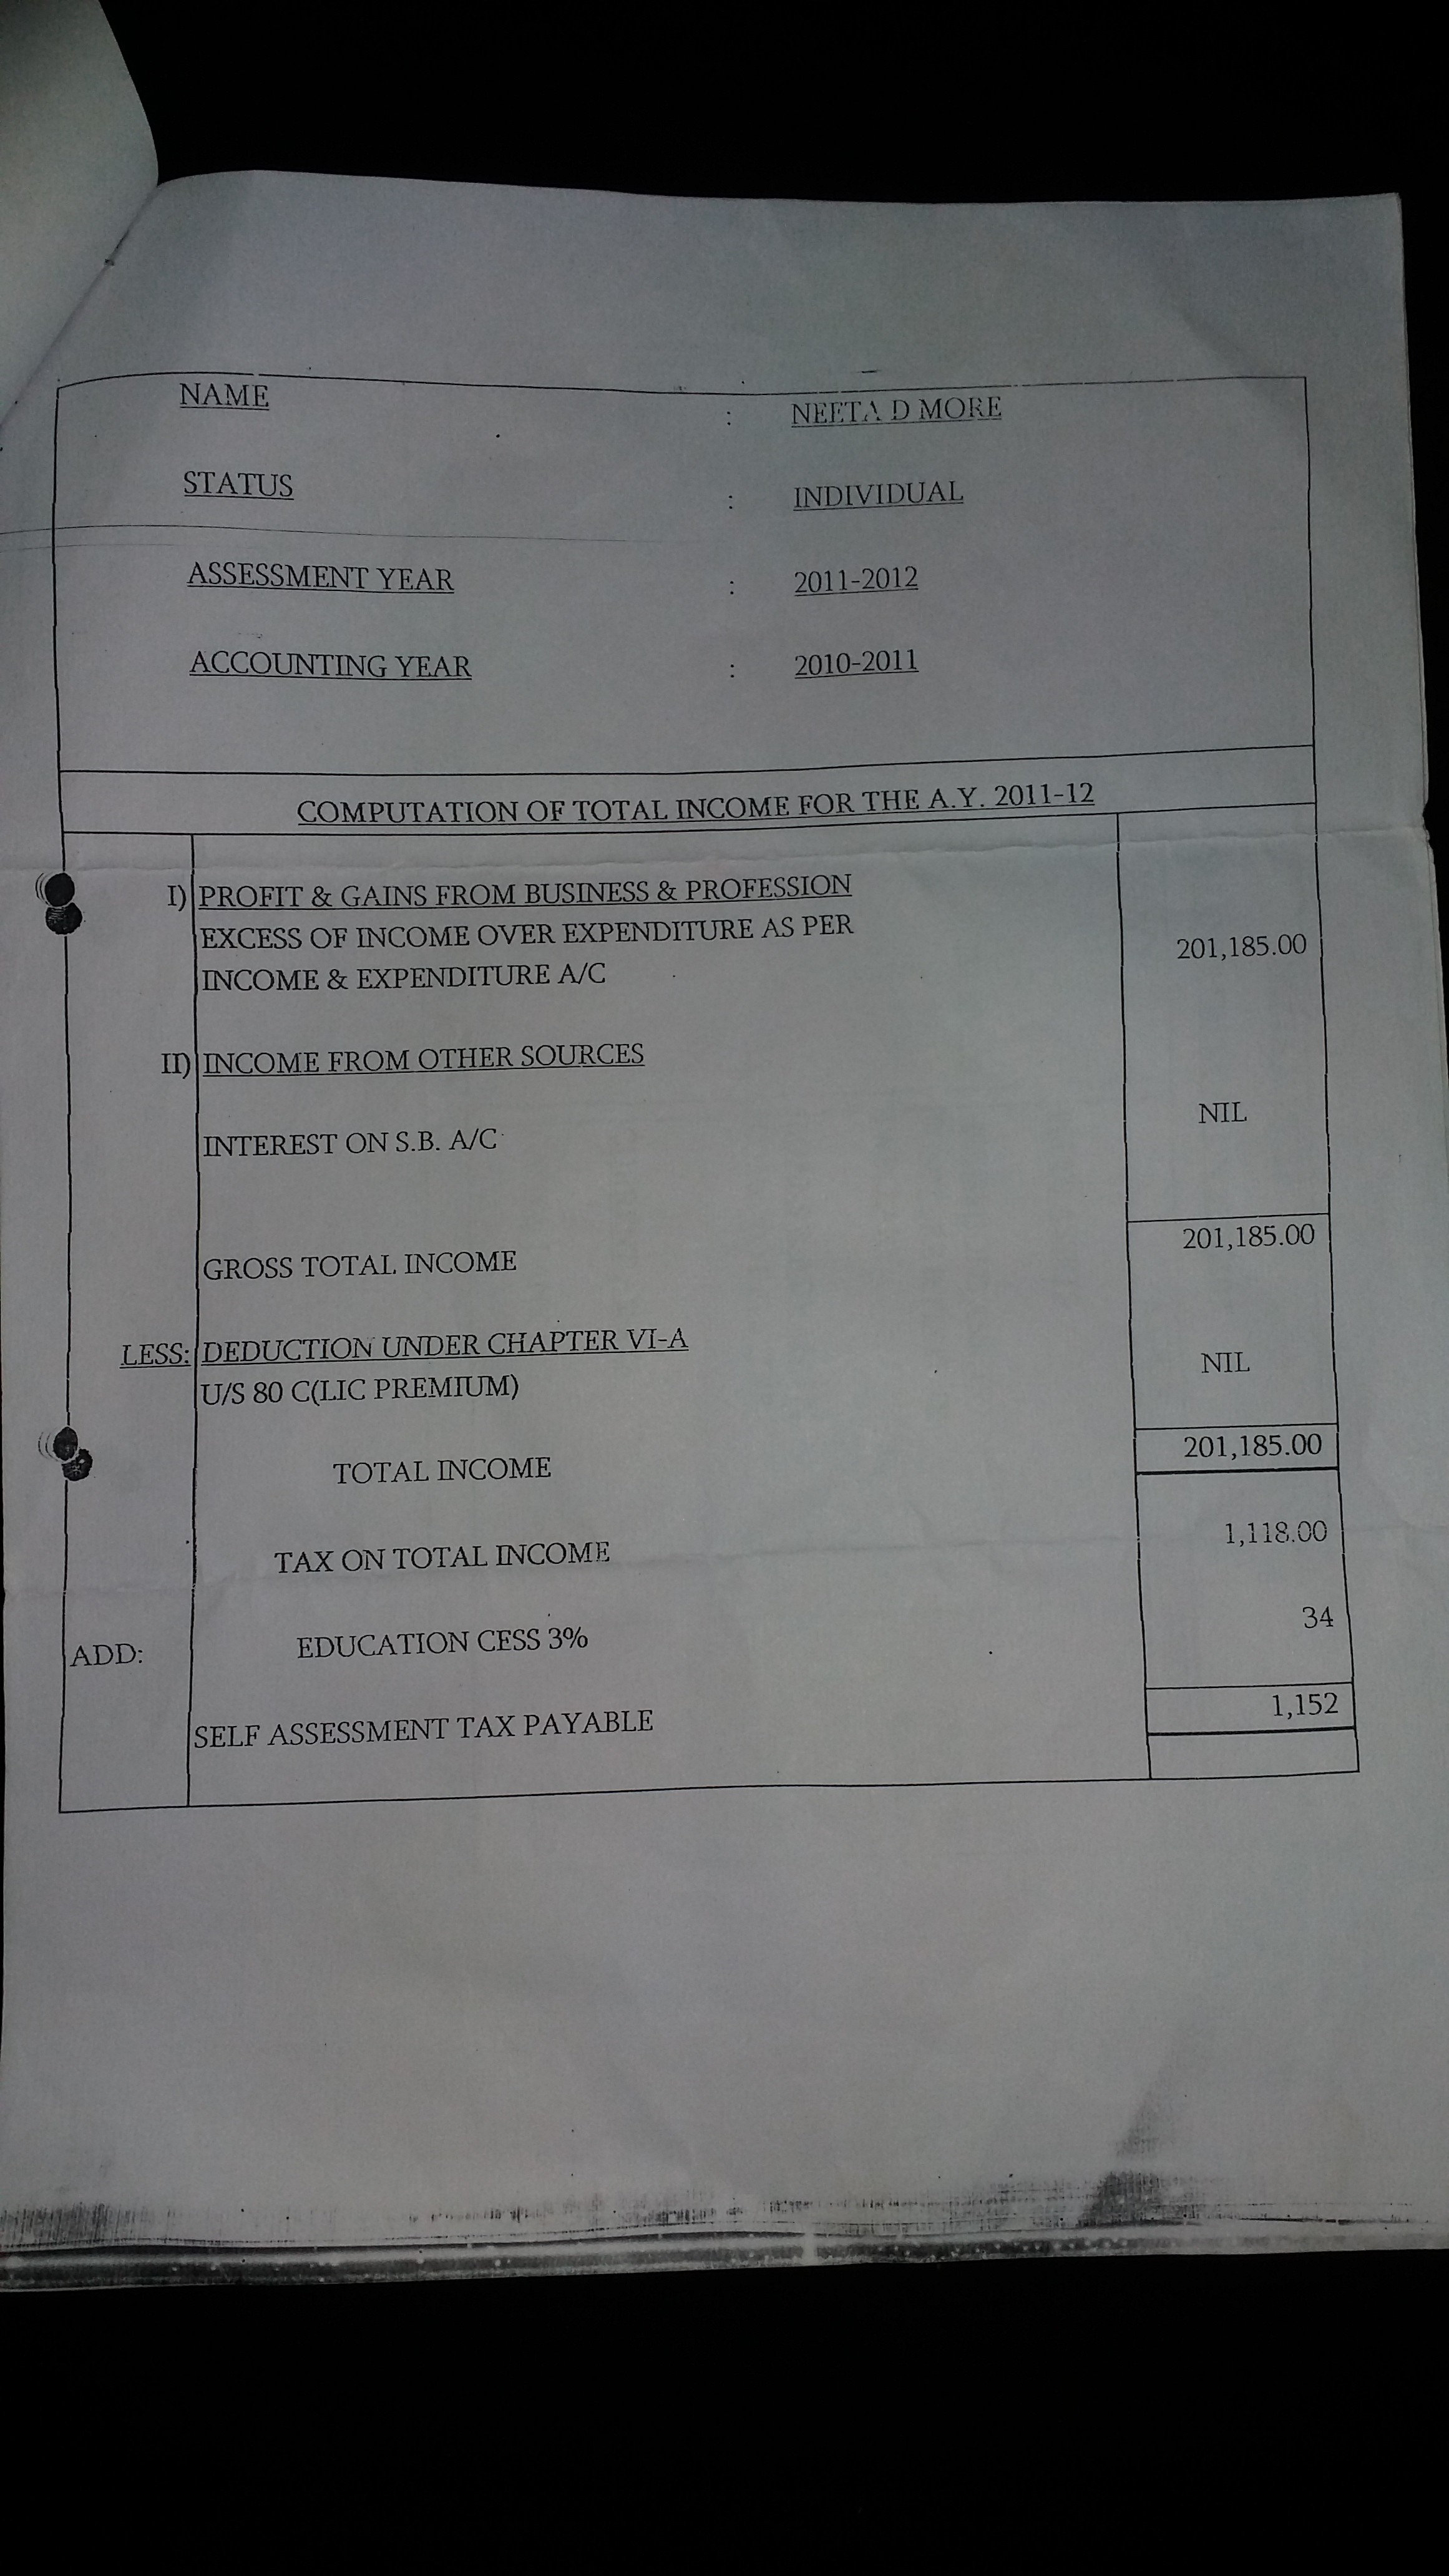 NAME : NEETA D MORE
STATUS : INDIVIDUAL
ASSESSMENT YEAR : 2011-2012
ACCOUNTING YEAR : 2010-2011
COMPUTATION OF TOTAL INCOME FOR THE A.Y. 2011-12
I) PROFIT & GAINS FROM BUSINESS & PROFESSION
EXCESS OF INCOME OVER EXPENDITURE AS PER 201,185.00
INCOME & EXPENDITURE A/C
II) INCOME FROM OTHER SOURCES
INTEREST ON S.B. A/C NIL
GROSS TOTAL INCOME 201,185.00
LESS: DEDUCTION UNDER CHAPTER VI-A
U/S 80 C(LIC PREMIUM) NIL
TOTAL INCOME 201,185.00
TAX ON TOTAL INCOME 1,118.00
ADD: EDUCATION CESS 3% 34
SELF ASSESSMENT TAX PAYABLE 1,152